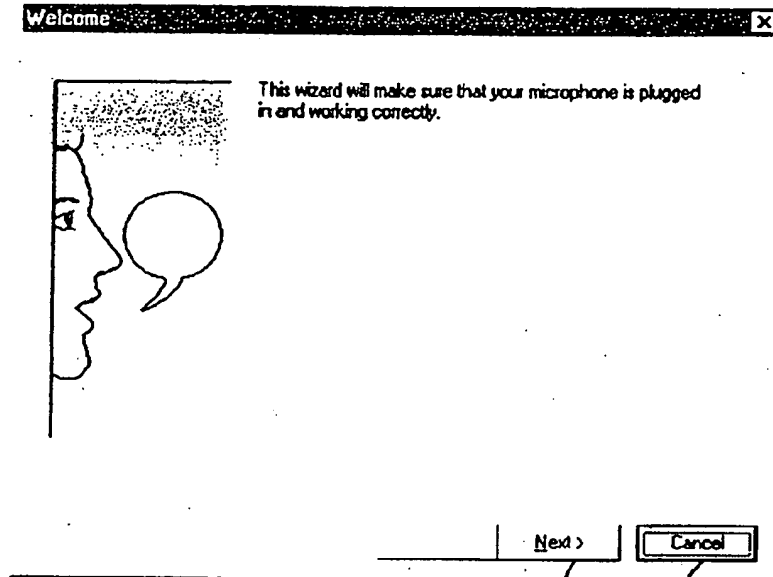 Welcome
This wizard will make sure that your microphone is plugged
in and working correctly.
Next >
Cancel